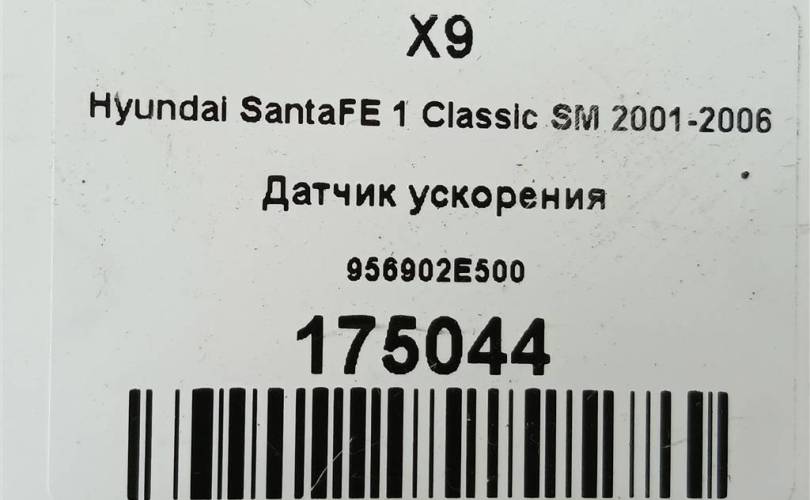 X9
Hyundai SantaFE 1 Classic SM 2001-2006
Датчик ускорения
956902E500
175044